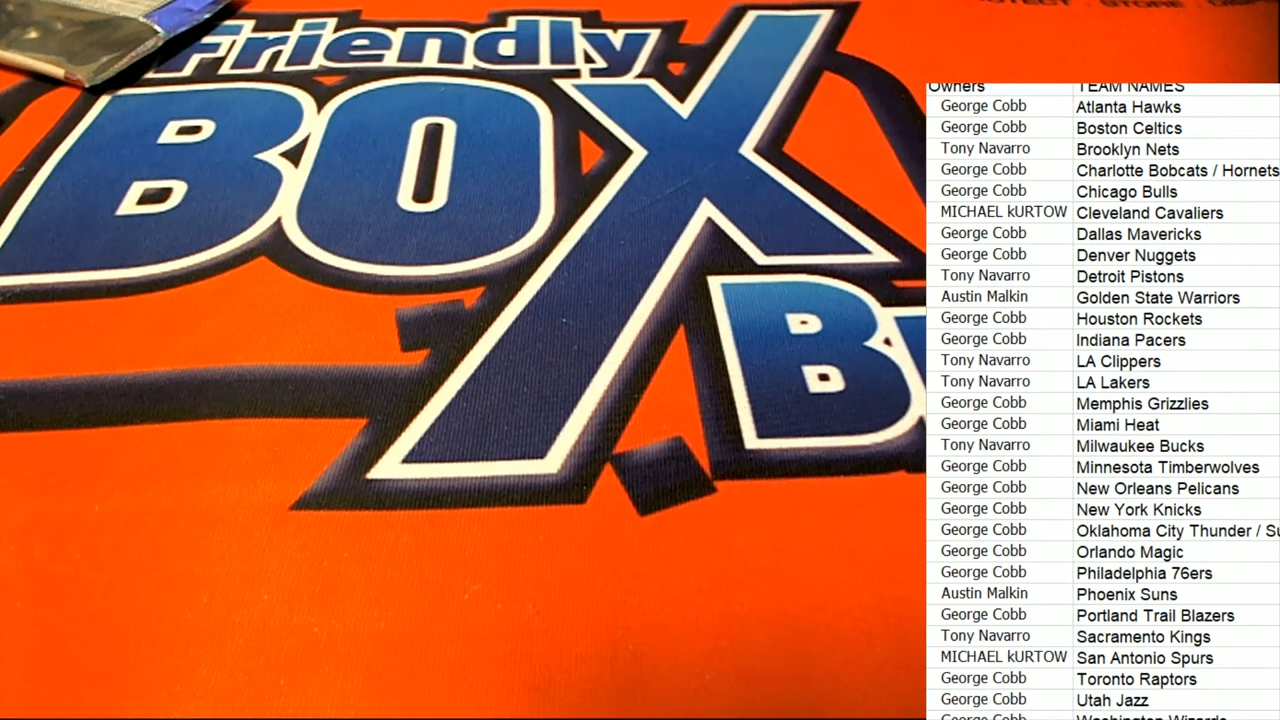 PROTECT · STORE ·
Friendly
BOX
Owners TEAM NAMES
George Cobb Atlanta Hawks
George Cobb Boston Celtics
Tony Navarro Brooklyn Nets
George Cobb Charlotte Bobcats / Hornets
George Cobb Chicago Bulls
MICHAEL kURTOW Cleveland Cavaliers
George Cobb Dallas Mavericks
George Cobb Denver Nuggets
Tony Navarro Detroit Pistons
Austin Malkin Golden State Warriors
George Cobb Houston Rockets
George Cobb Indiana Pacers
Tony Navarro LA Clippers
Tony Navarro LA Lakers
George Cobb Memphis Grizzlies
George Cobb Miami Heat
Tony Navarro Milwaukee Bucks
George Cobb Minnesota Timberwolves
George Cobb New Orleans Pelicans
George Cobb New York Knicks
George Cobb Oklahoma City Thunder / Su
George Cobb Orlando Magic
George Cobb Philadelphia 76ers
Austin Malkin Phoenix Suns
George Cobb Portland Trail Blazers
Tony Navarro Sacramento Kings
MICHAEL kURTOW San Antonio Spurs
George Cobb Toronto Raptors
George Cobb Utah Jazz
George Cobb Washington Wizards